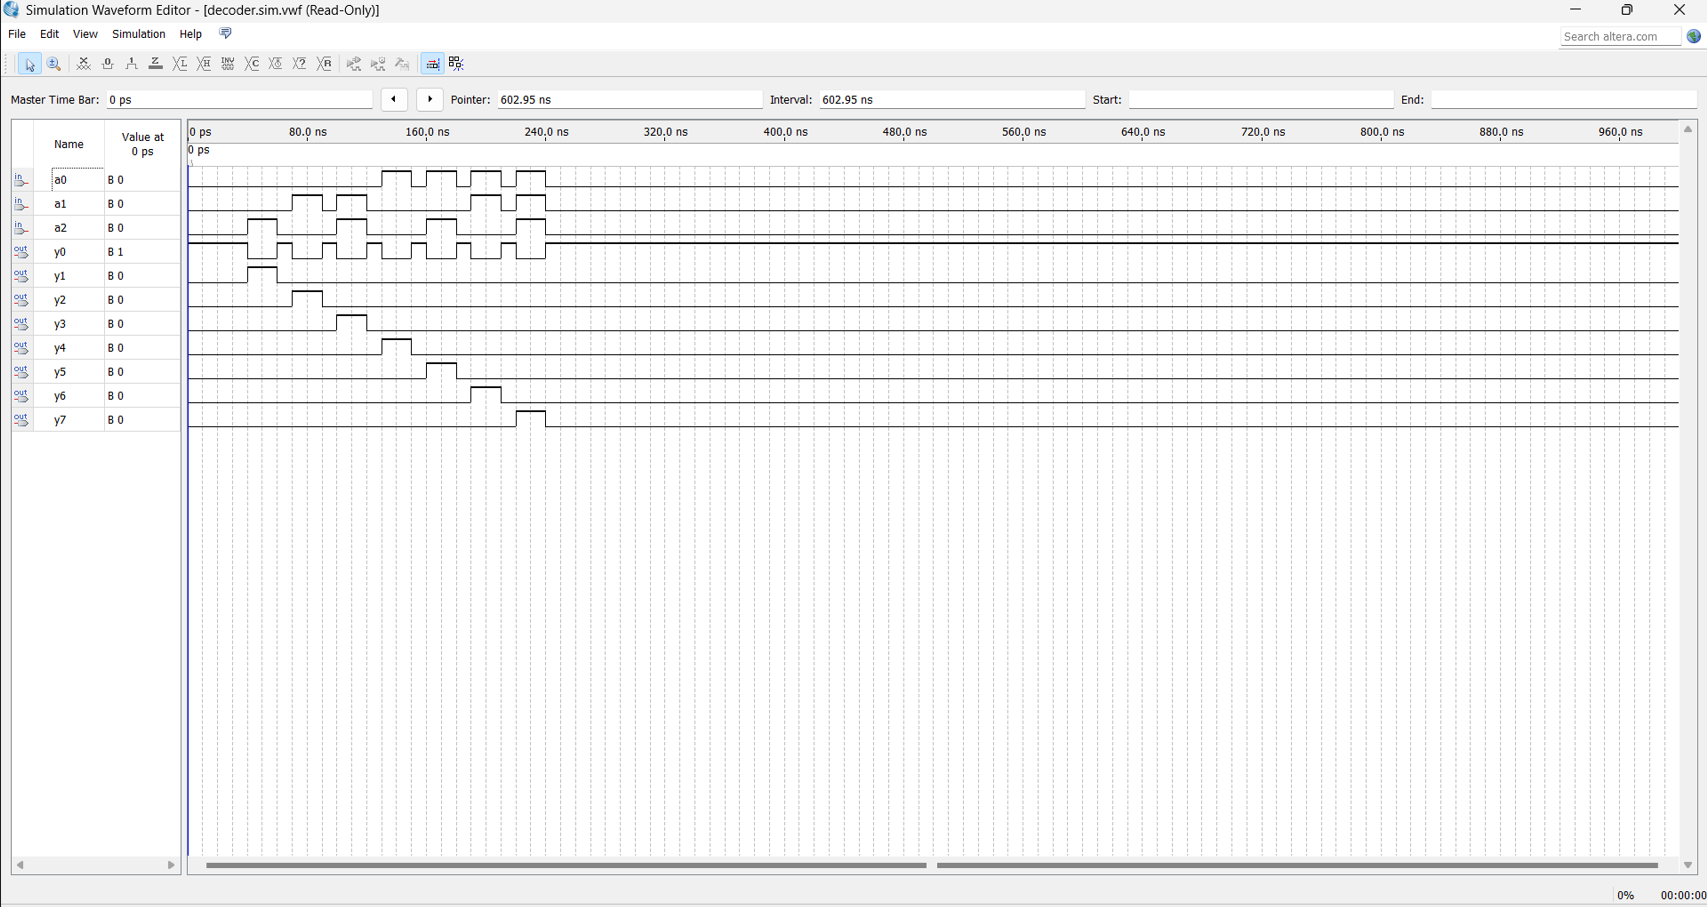 Simulation Waveform Editor - [decoder.sim.vwf (Read-Only)]
File Edit View Simulation Help
Search altera.com
Master Time Bar: 0 ps Pointer: 602.95 ns Interval: 602.95 ns Start: End:
Name Value at 0 ps
0 ps 80.0 ns 160.0 ns 240.0 ns 320.0 ns 400.0 ns 480.0 ns 560.0 ns 640.0 ns 720.0 ns 800.0 ns 880.0 ns 960.0 ns
0 ps
in a0 B 0
in a1 B 0
in a2 B 0
out y0 B 1
out y1 B 0
out y2 B 0
out y3 B 0
out y4 B 0
out y5 B 0
out y6 B 0
out y7 B 0
0% 00:00:00